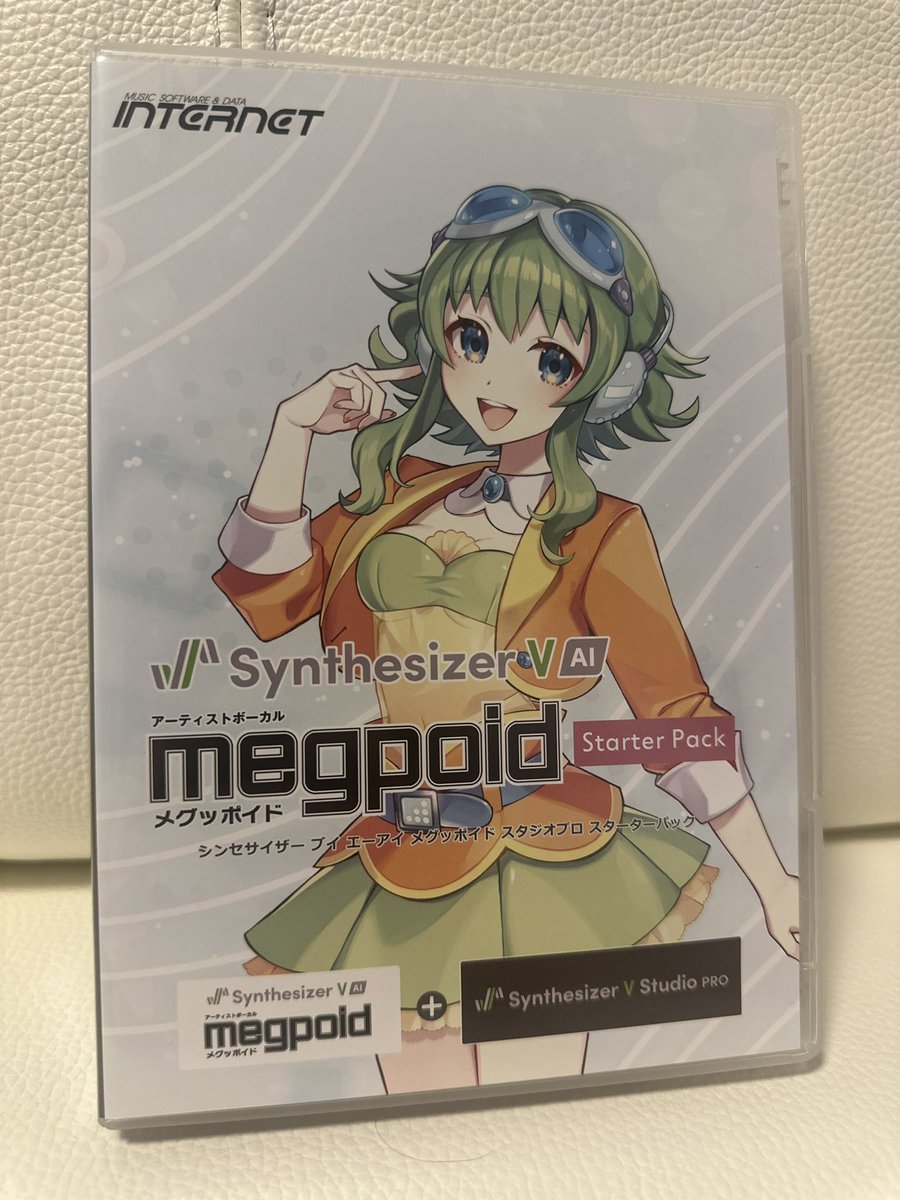 MUSIC SOFTWARE & DATA
INTERNET
Synthesizer V AI
アーティストボーカル
megpoid
Starter Pack
メグッポイド
シンセサイザー ブイ エーアイ メグッポイド スタジオプロ スターターパック
Synthesizer V AI
アーティストボーカル
megpoid
メグッポイド
+
Synthesizer V Studio PRO